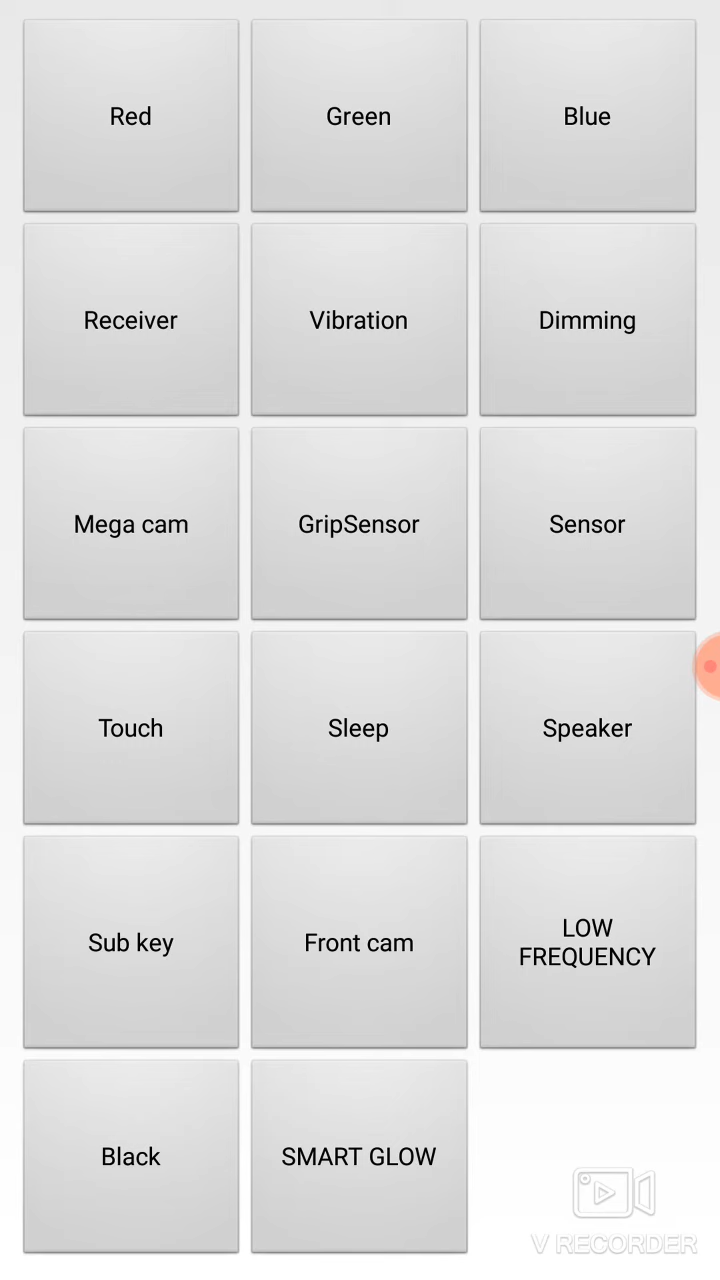 Red
Green
Blue
Receiver
Vibration
Dimming
Mega cam
GripSensor
Sensor
Touch
Sleep
Speaker
Sub key
Front cam
LOW
FREQUENCY
Black
SMART GLOW
V RECORDER